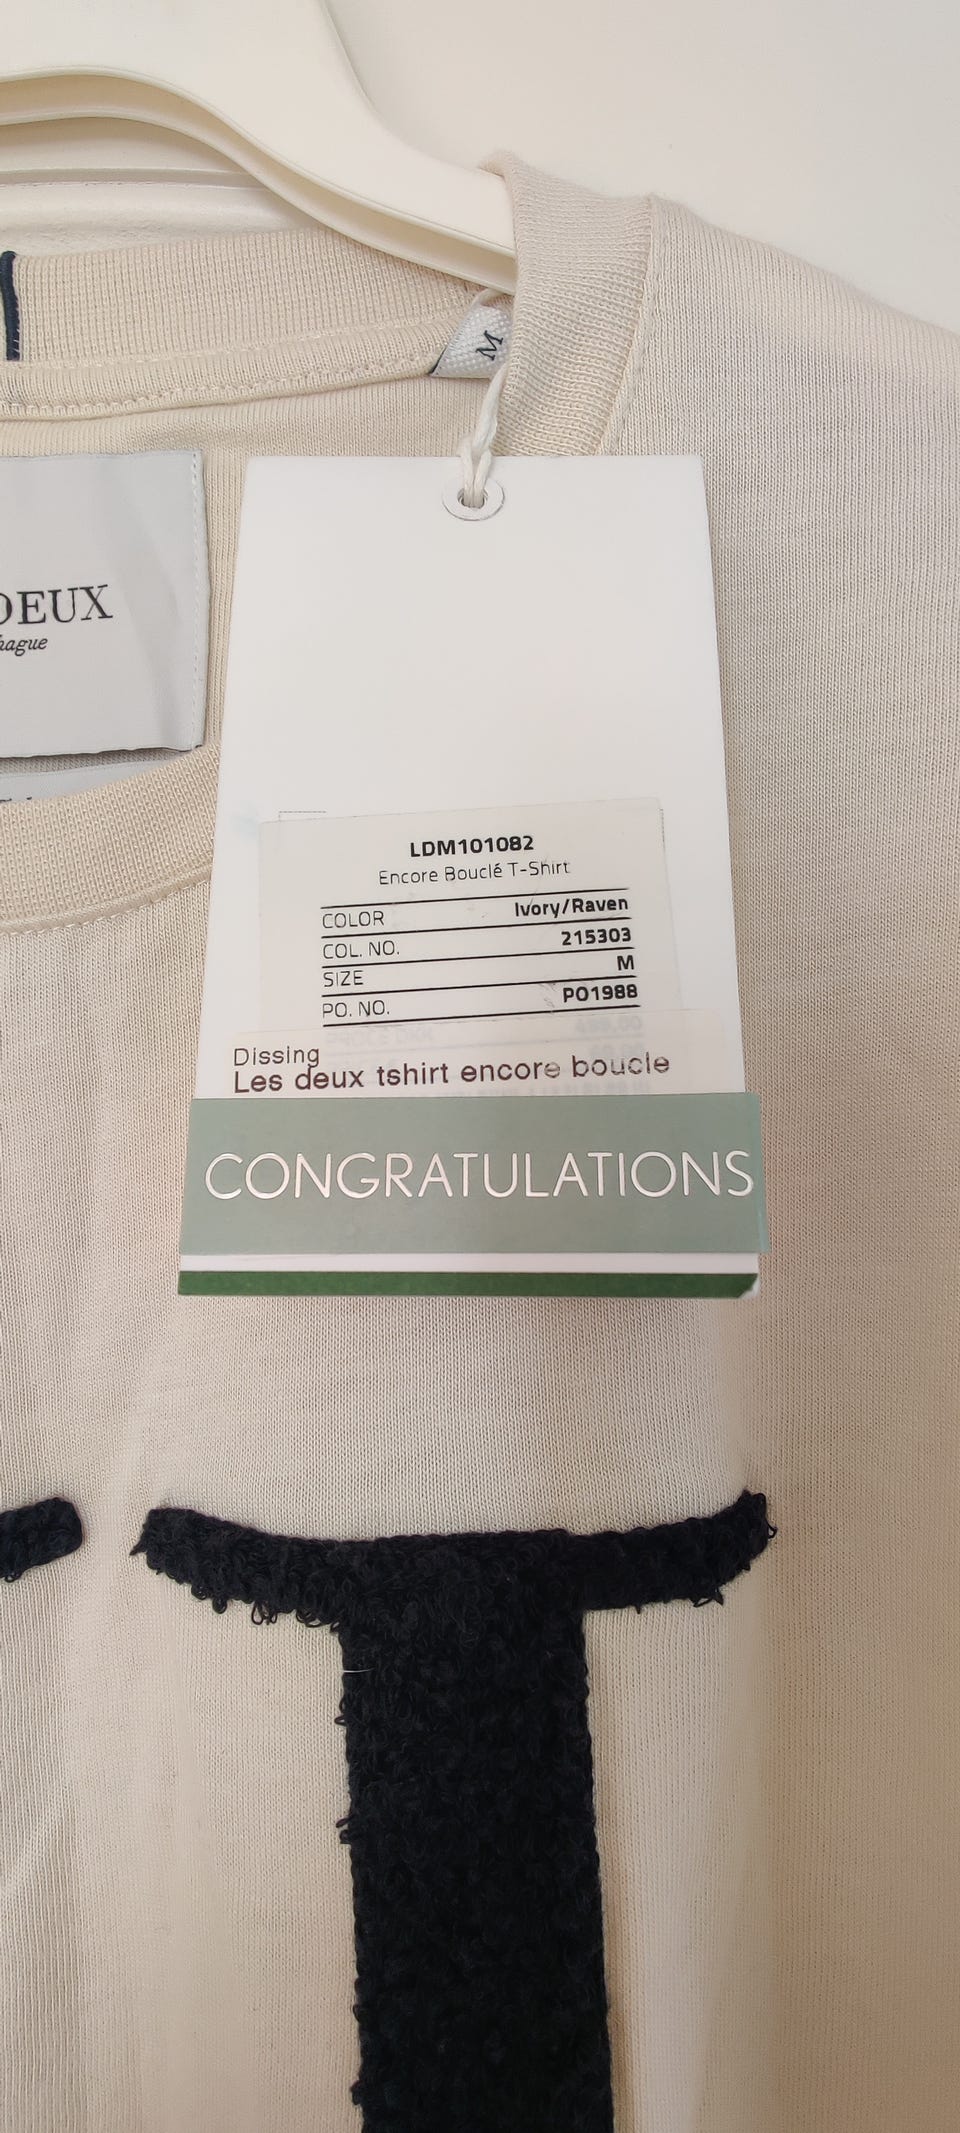 M
DEUX
hague
LDM101082
Encore Bouclé T-Shirt
COLOR Ivory/Raven
COL. NO. 215303
SIZE M
PO. NO. PO1988
Dissing
Les deux tshirt encore boucle
CONGRATULATIONS